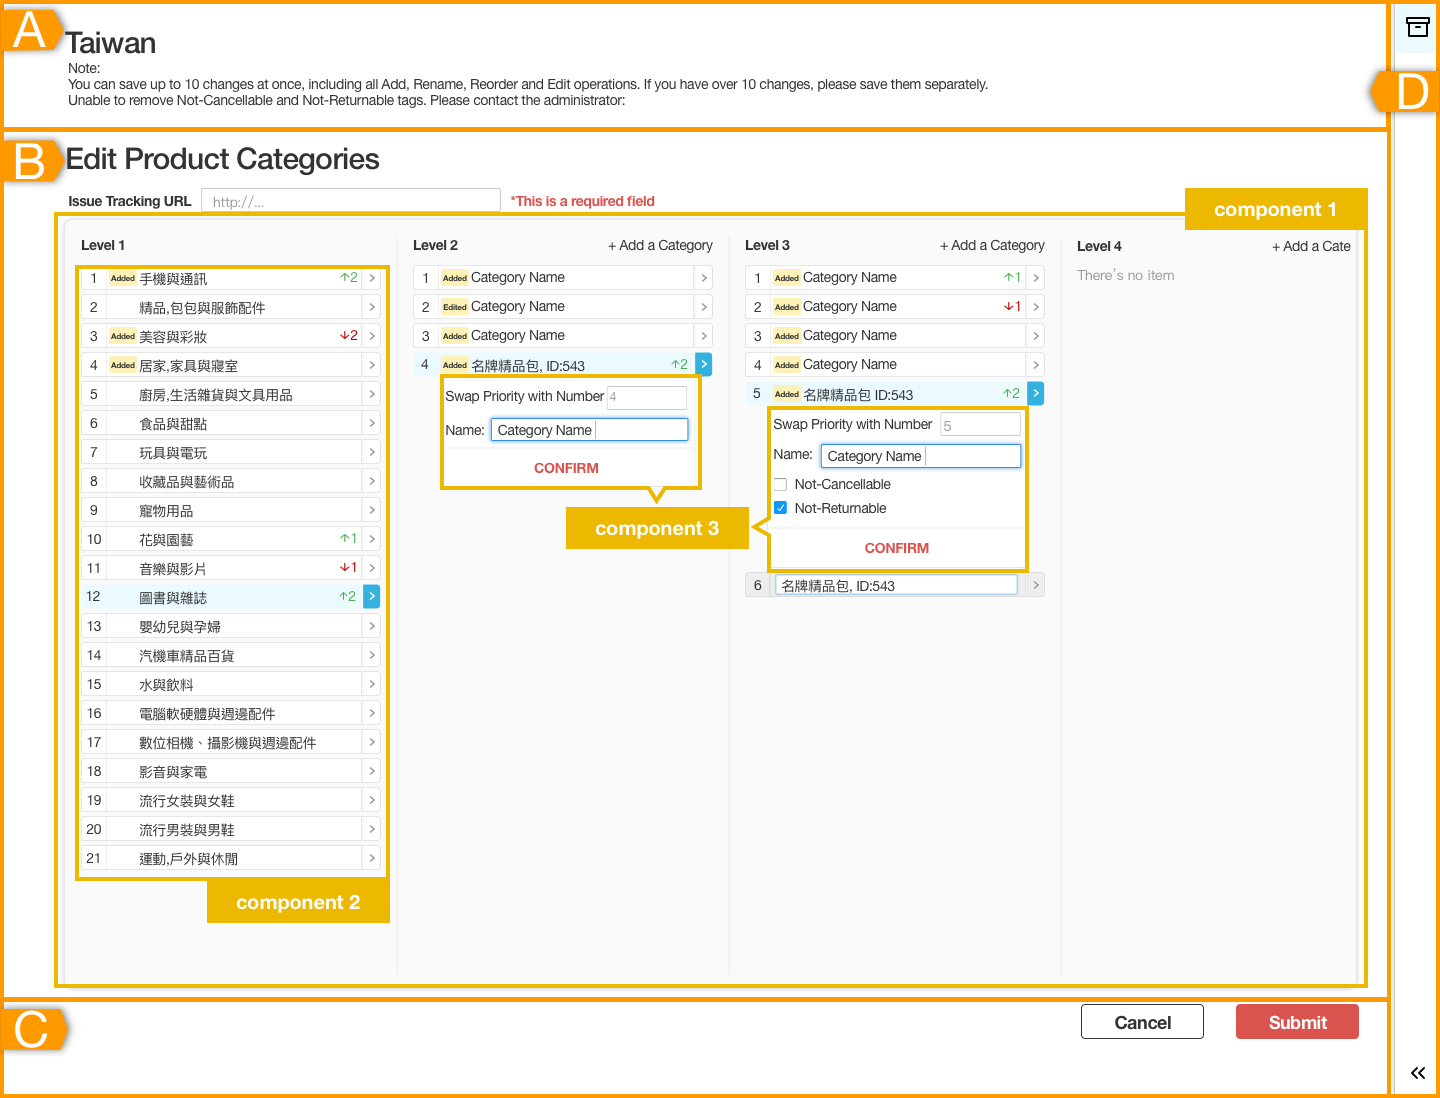 A
Taiwan
Note:
You can save up to 10 changes at once, including all Add, Rename, Reorder and Edit operations. If you have over 10 changes, please save them separately.
Unable to remove Not-Cancellable and Not-Returnable tags. Please contact the administrator:
D
B
Edit Product Categories
Issue Tracking URL http://... *This is a required field
component 1
Level 1
1 Added 手機與通訊 ↑2 >
2 精品,包包與服飾配件 >
3 Added 美容與彩妝 ↓2 >
4 Added 居家,家具與寢室 >
5 廚房,生活雜貨與文具用品 >
6 食品與甜點 >
7 玩具與電玩 >
8 收藏品與藝術品 >
9 寵物用品 >
10 花與園藝 ↑1 >
11 音樂與影片 ↓1 >
12 圖書與雜誌 ↑2 >
13 嬰幼兒與孕婦 >
14 汽機車精品百貨 >
15 水與飲料 >
16 電腦軟硬體與週邊配件 >
17 數位相機、攝影機與週邊配件 >
18 影音與家電 >
19 流行女裝與女鞋 >
20 流行男裝與男鞋 >
21 運動,戶外與休閒 >
component 2
Level 2 + Add a Category
1 Added Category Name >
2 Edited Category Name >
3 Added Category Name >
4 Added 名牌精品包, ID:543 ↑2 >
Swap Priority with Number 4
Name: Category Name
CONFIRM
component 3
Level 3 + Add a Category
1 Added Category Name ↑1 >
2 Added Category Name ↓1 >
3 Added Category Name >
4 Added Category Name >
5 Added 名牌精品包 ID:543 ↑2 >
Swap Priority with Number 5
Name: Category Name
Not-Cancellable
Not-Returnable
CONFIRM
6 名牌精品包, ID:543 >
Level 4 + Add a Cate
There's no item
C
Cancel Submit